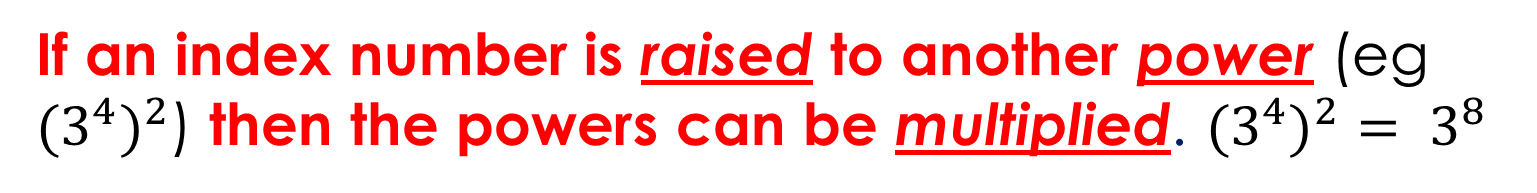 If an index number is raised to another power (eg
(3⁴)²) then the powers can be multiplied. (3⁴)² = 3⁸